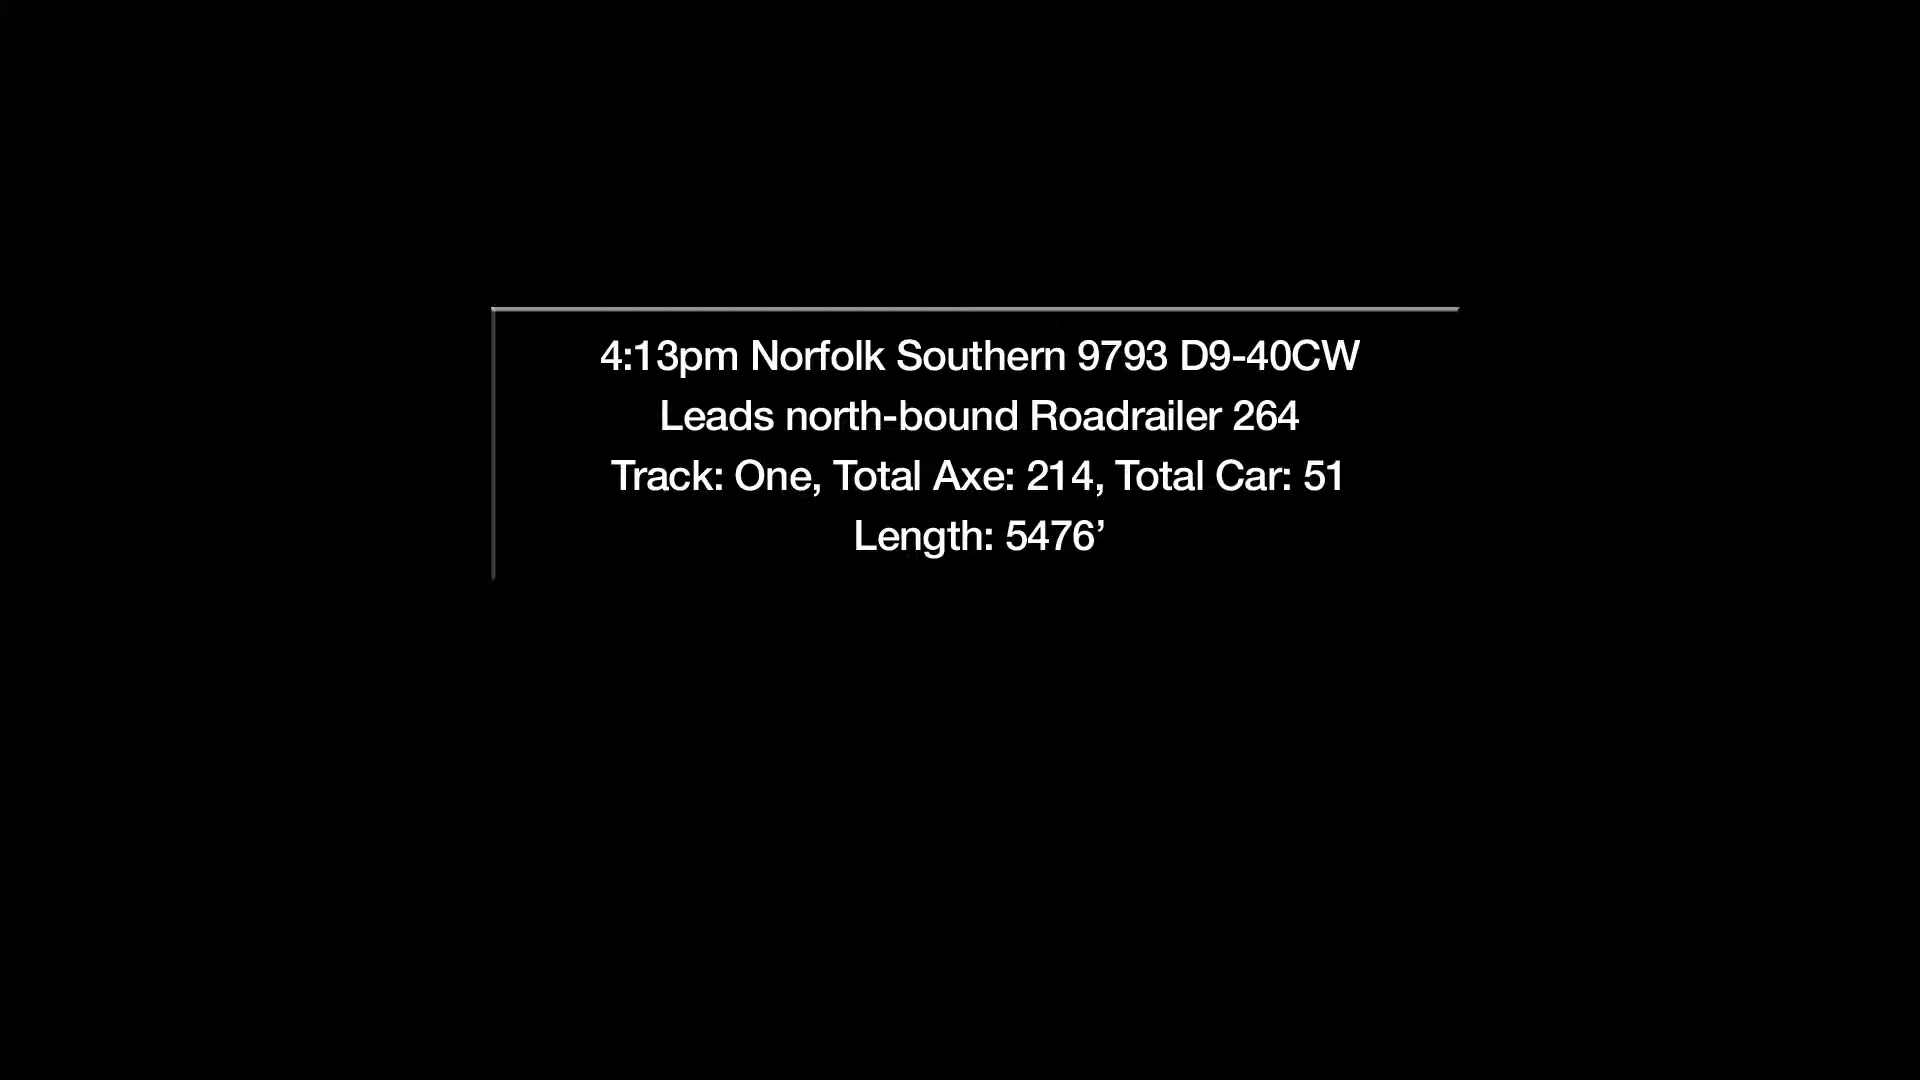 4:13pm Norfolk Southern 9793 D9-40CW
Leads north-bound Roadrailer 264
Track: One, Total Axe: 214, Total Car: 51
Length: 5476’